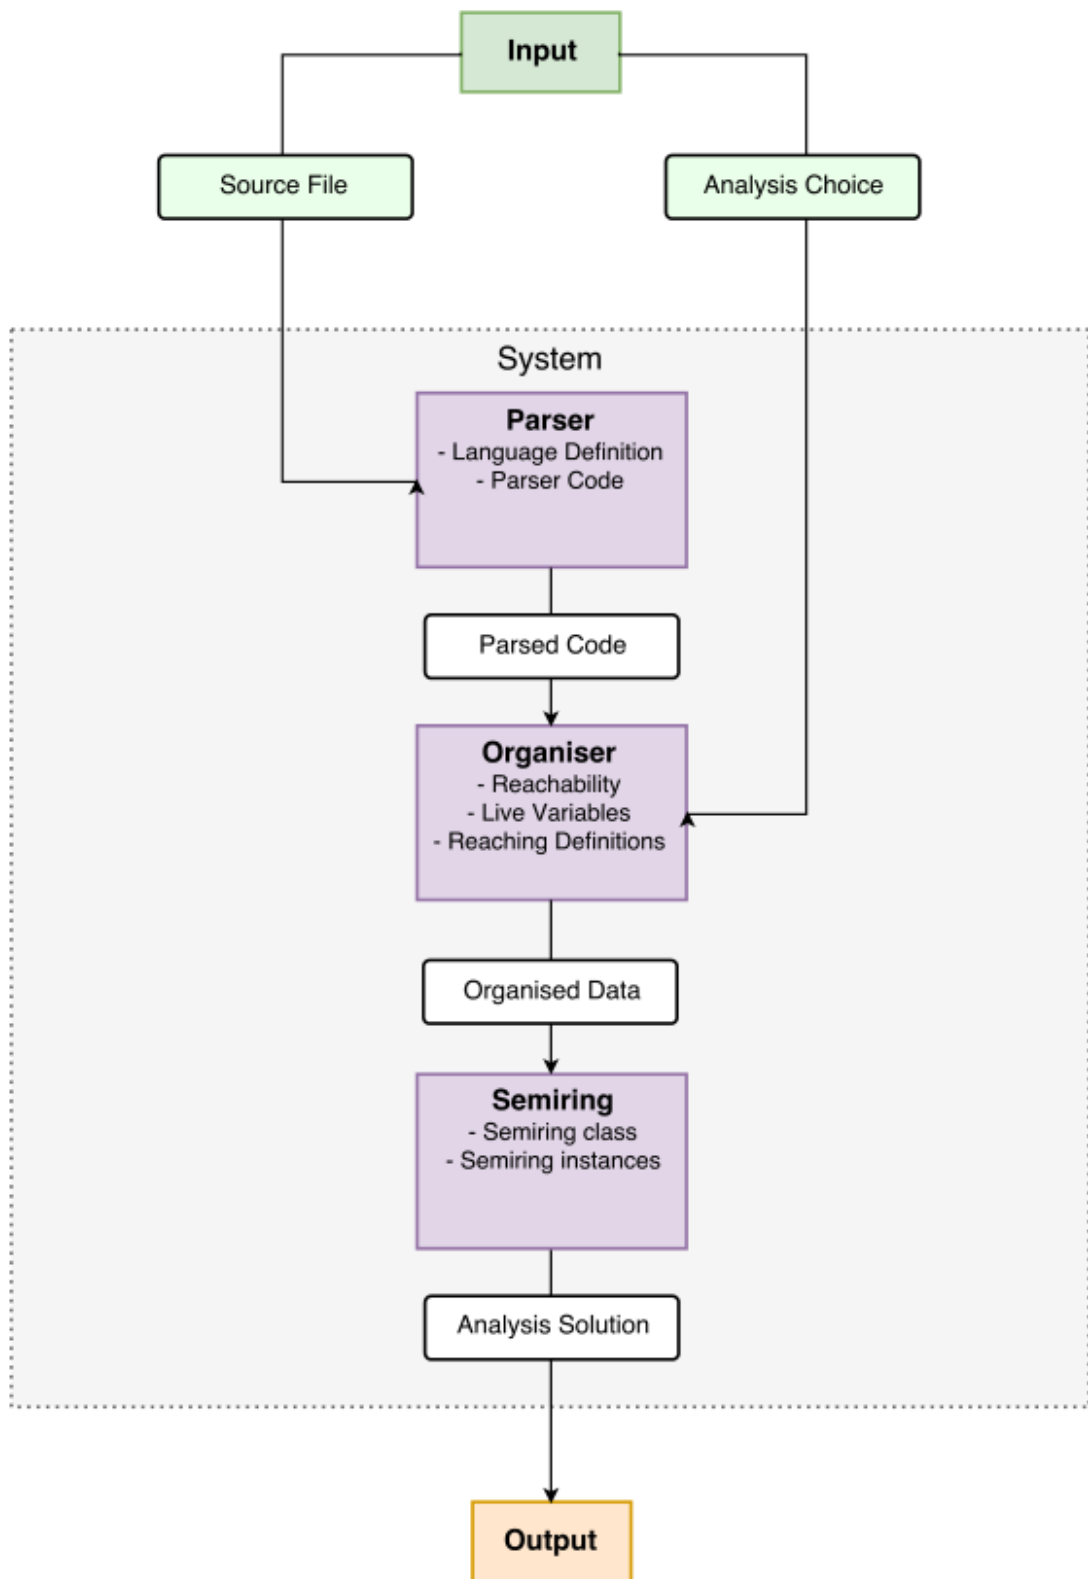 Input
Source File
Analysis Choice
System
Parser
- Language Definition
- Parser Code
Parsed Code
Organiser
- Reachability
- Live Variables
- Reaching Definitions
Organised Data
Semiring
- Semiring class
- Semiring instances
Analysis Solution
Output